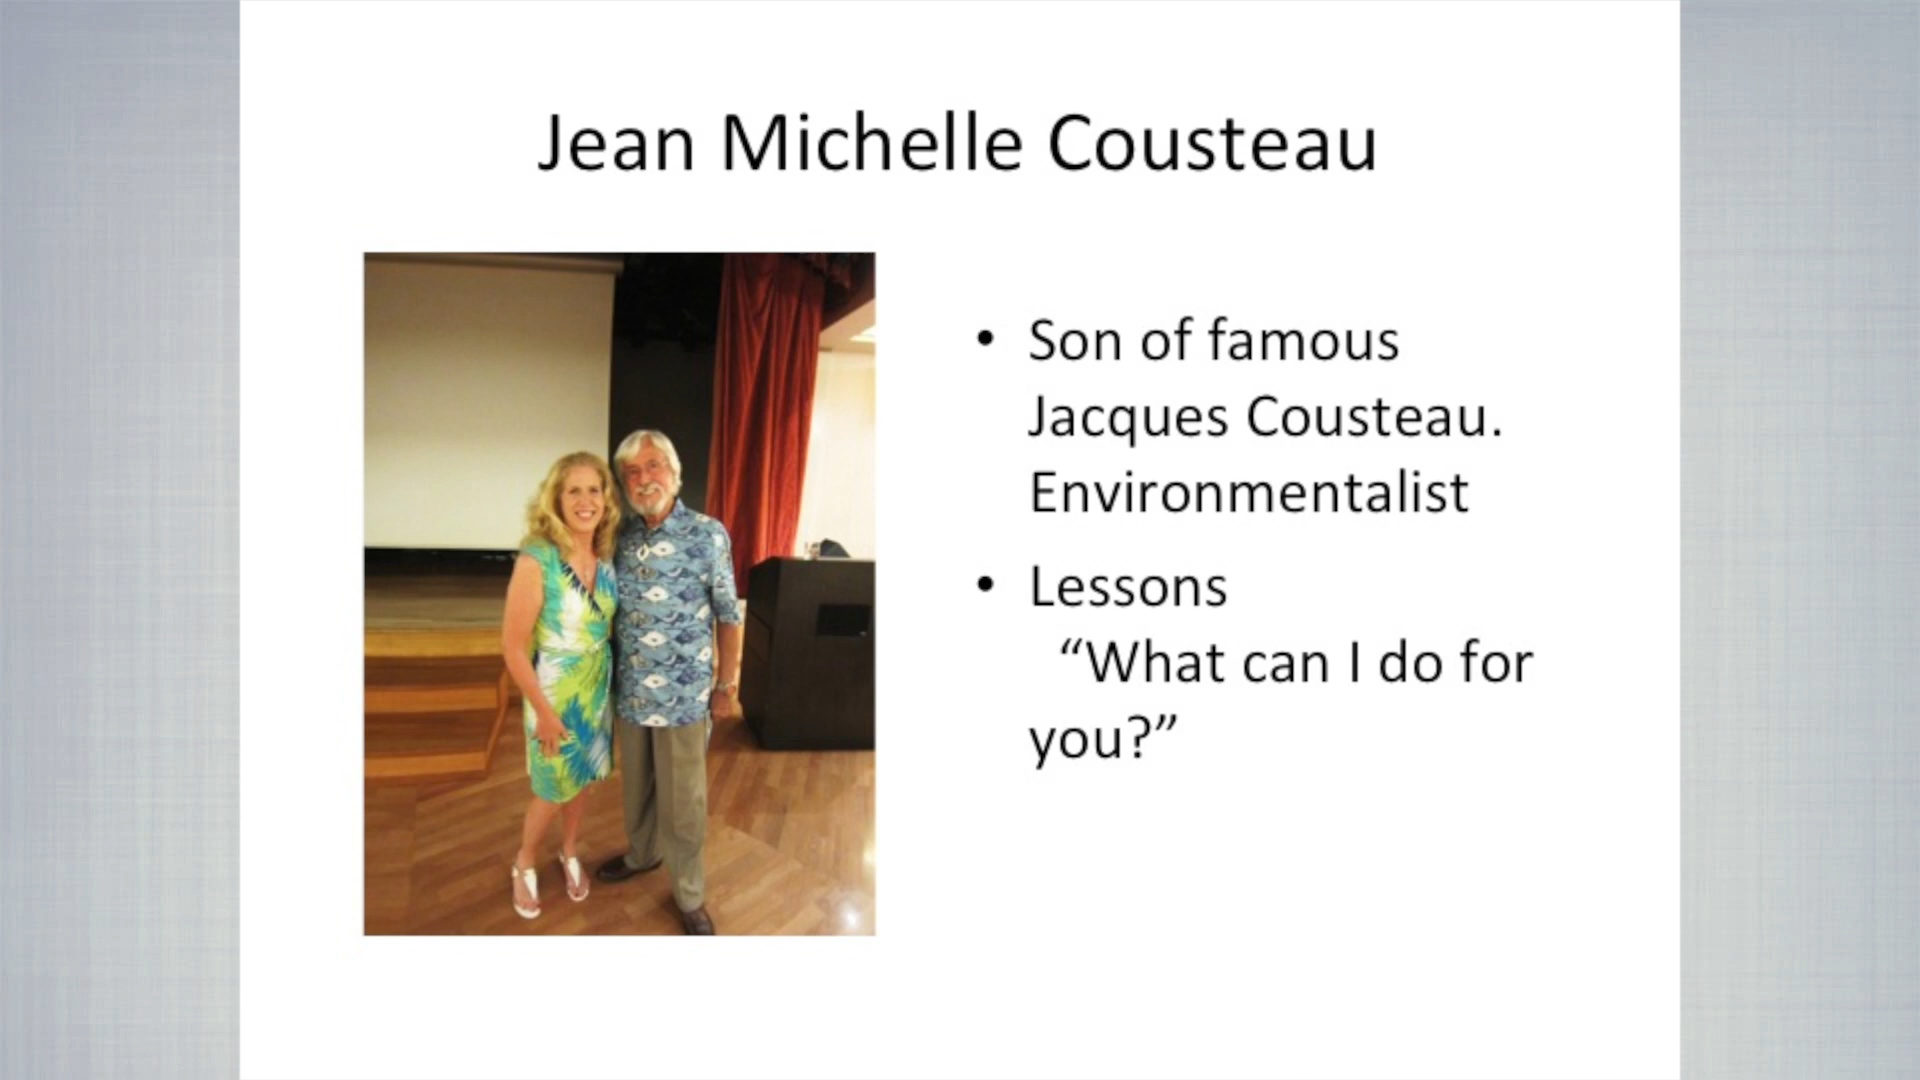 Jean Michelle Cousteau
• Son of famous
Jacques Cousteau.
Environmentalist
• Lessons
“What can I do for
you?”